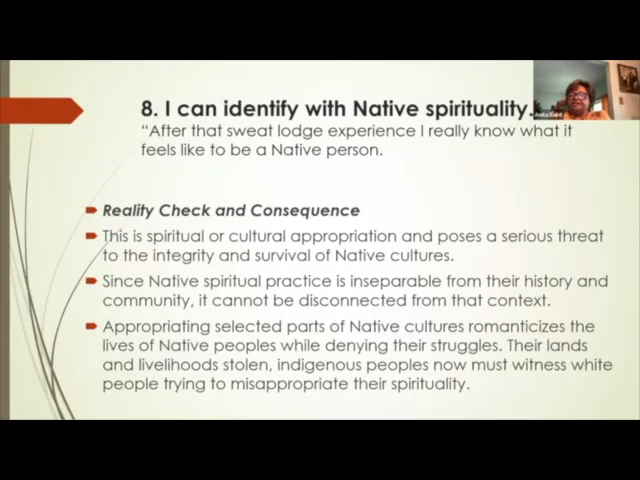 8. I can identify with Native spirituality.
“After that sweat lodge experience I really know what it
feels like to be a Native person.
Reality Check and Consequence
This is spiritual or cultural appropriation and poses a serious threat
to the integrity and survival of Native cultures.
Since Native spiritual practice is inseparable from their history and
community, it cannot be disconnected from that context.
Appropriating selected parts of Native cultures romanticizes the
lives of Native peoples while denying their struggles. Their lands
and livelihoods stolen, indigenous peoples now must witness white
people trying to misappropriate their spirituality.